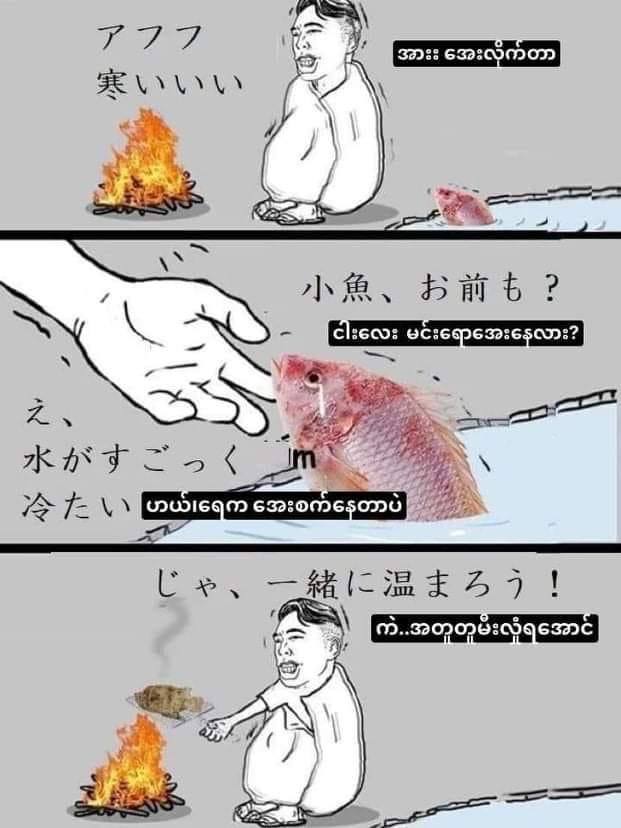 アフフ
寒いいい
အားး အေးလိုက်တာ
小魚、お前も？
ငါးလေး မင်းရောအေးနေလား?
え、
水がすごっく
冷たい
m
ဟယ်၊ရေက အေးစက်နေတာပဲ
じゃ、一緒に温まろう！
ကဲ..အတူတူမီးလှုံရအောင်